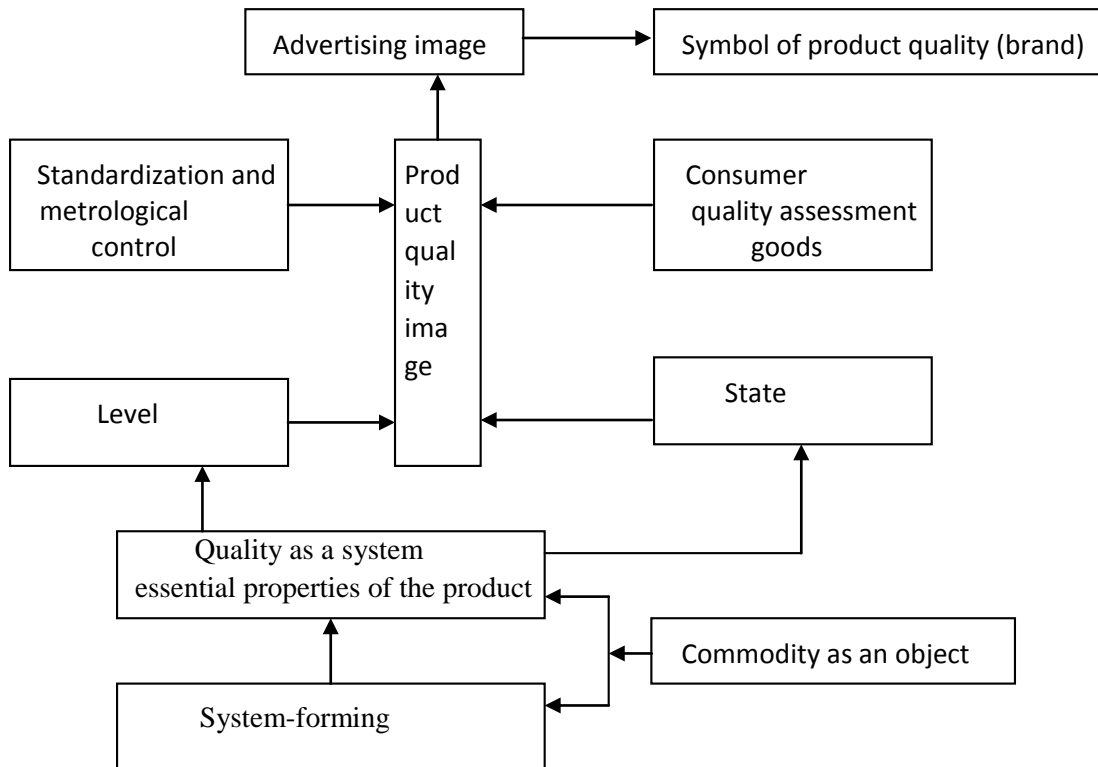 Advertising image
Symbol of product quality (brand)
Standardization and
metrological
control
Prod
uct
qual
ity
ima
ge
Consumer
quality assessment
goods
Level
State
Quality as a system
essential properties of the product
Commodity as an object
System-forming